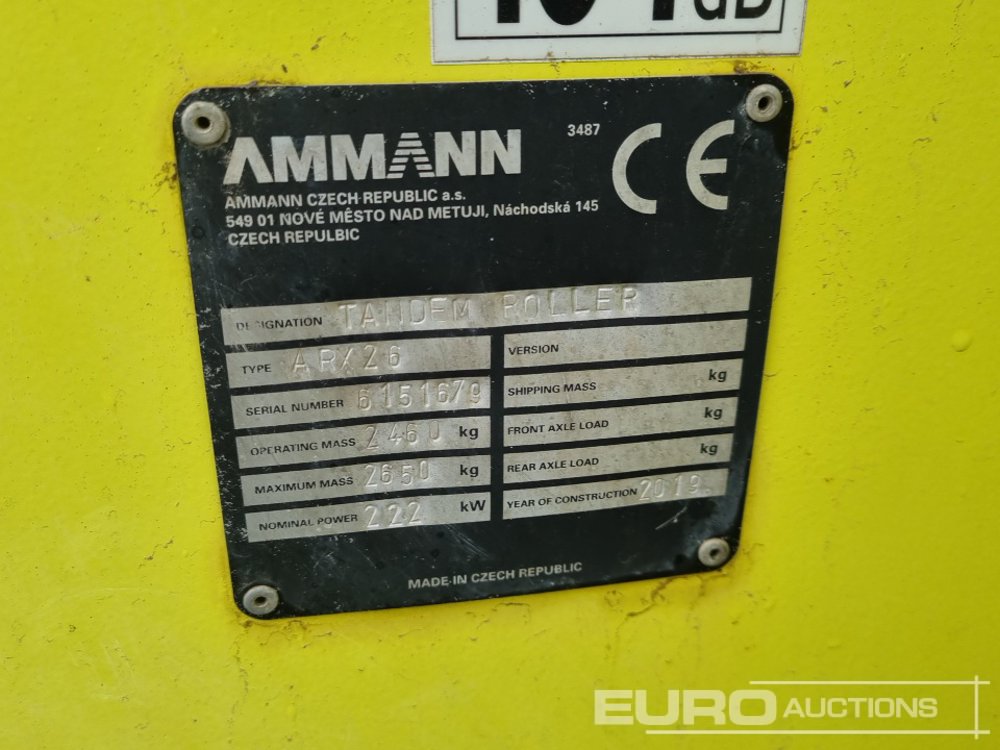 dB
AMMANN
3487
CE
AMMANN CZECH REPUBLIC a.s.
549 01 NOVÉ MĚSTO NAD METUJI, Náchodská 145
CZECH REPULBIC
DESIGNATION TANDEM ROLLER
TYPE ARX26
VERSION
SERIAL NUMBER 6151679
SHIPPING MASS kg
OPERATING MASS 2460 kg
FRONT AXLE LOAD kg
MAXIMUM MASS 2650 kg
REAR AXLE LOAD kg
NOMINAL POWER 222 kW
YEAR OF CONSTRUCTION 2019
MADE IN CZECH REPUBLIC
EURO AUCTIONS